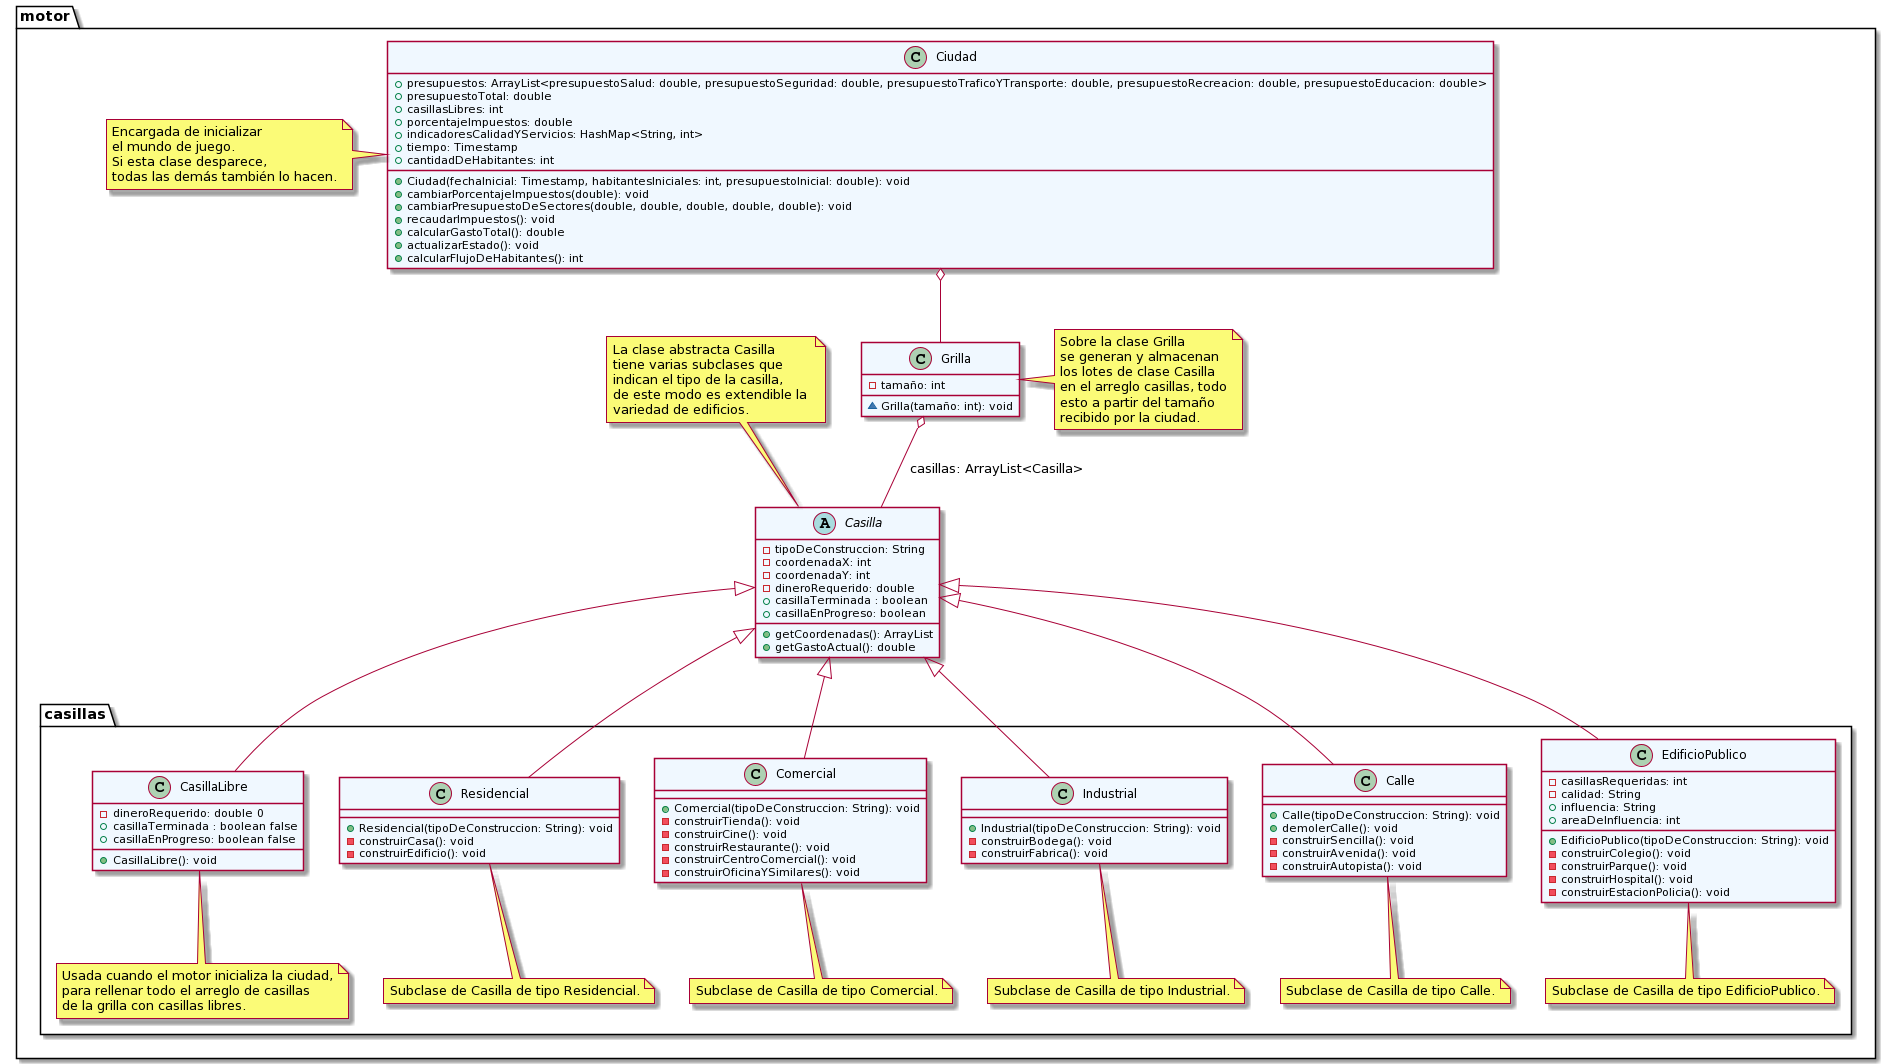 motor
C Ciudad
presupuestos: ArrayList<presupuestoSalud: double, presupuestoSeguridad: double, presupuestoTraficoYTransporte: double, presupuestoRecreacion: double, presupuestoEducacion: double>
presupuestoTotal: double
casillasLibres: int
porcentajeImpuestos: double
indicadoresCalidadYServicios: HashMap<String, int>
tiempo: Timestamp
cantidadDeHabitantes: int
Ciudad(fechaInicial: Timestamp, habitantesIniciales: int, presupuestoInicial: double): void
cambiarPorcentajeImpuestos(double): void
cambiarPresupuestoDeSectores(double, double, double, double, double): void
recaudarImpuestos(): void
calcularGastoTotal(): double
actualizarEstado(): void
calcularFlujoDeHabitantes(): int
Encargada de inicializar
el mundo de juego.
Si esta clase desparece,
todas las demás también lo hacen.
La clase abstracta Casilla
tiene varias subclases que
indican el tipo de la casilla,
de este modo es extendible la
variedad de edificios.
C Grilla
tamaño: int
Grilla(tamaño: int): void
Sobre la clase Grilla
se generan y almacenan
los lotes de clase Casilla
en el arreglo casillas, todo
esto a partir del tamaño
recibido por la ciudad.
casillas: ArrayList<Casilla>
A Casilla
tipoDeConstruccion: String
coordenadaX: int
coordenadaY: int
dineroRequerido: double
casillaTerminada : boolean
casillaEnProgreso: boolean
getCoordenadas(): ArrayList
getGastoActual(): double
casillas
C CasillaLibre
dineroRequerido: double 0
casillaTerminada : boolean false
casillaEnProgreso: boolean false
CasillaLibre(): void
C Residencial
Residencial(tipoDeConstruccion: String): void
construirCasa(): void
construirEdificio(): void
C Comercial
Comercial(tipoDeConstruccion: String): void
construirTienda(): void
construirCine(): void
construirRestaurante(): void
construirCentroComercial(): void
construirOficinaYSimilares(): void
C Industrial
Industrial(tipoDeConstruccion: String): void
construirBodega(): void
construirFabrica(): void
C Calle
Calle(tipoDeConstruccion: String): void
demolerCalle(): void
construirSencilla(): void
construirAvenida(): void
construirAutopista(): void
C EdificioPublico
casillasRequeridas: int
calidad: String
influencia: String
areaDeInfluencia: int
EdificioPublico(tipoDeConstruccion: String): void
construirColegio(): void
construirParque(): void
construirHospital(): void
construirEstacionPolicia(): void
Usada cuando el motor inicializa la ciudad,
para rellenar todo el arreglo de casillas
de la grilla con casillas libres.
Subclase de Casilla de tipo Residencial.
Subclase de Casilla de tipo Comercial.
Subclase de Casilla de tipo Industrial.
Subclase de Casilla de tipo Calle.
Subclase de Casilla de tipo EdificioPublico.